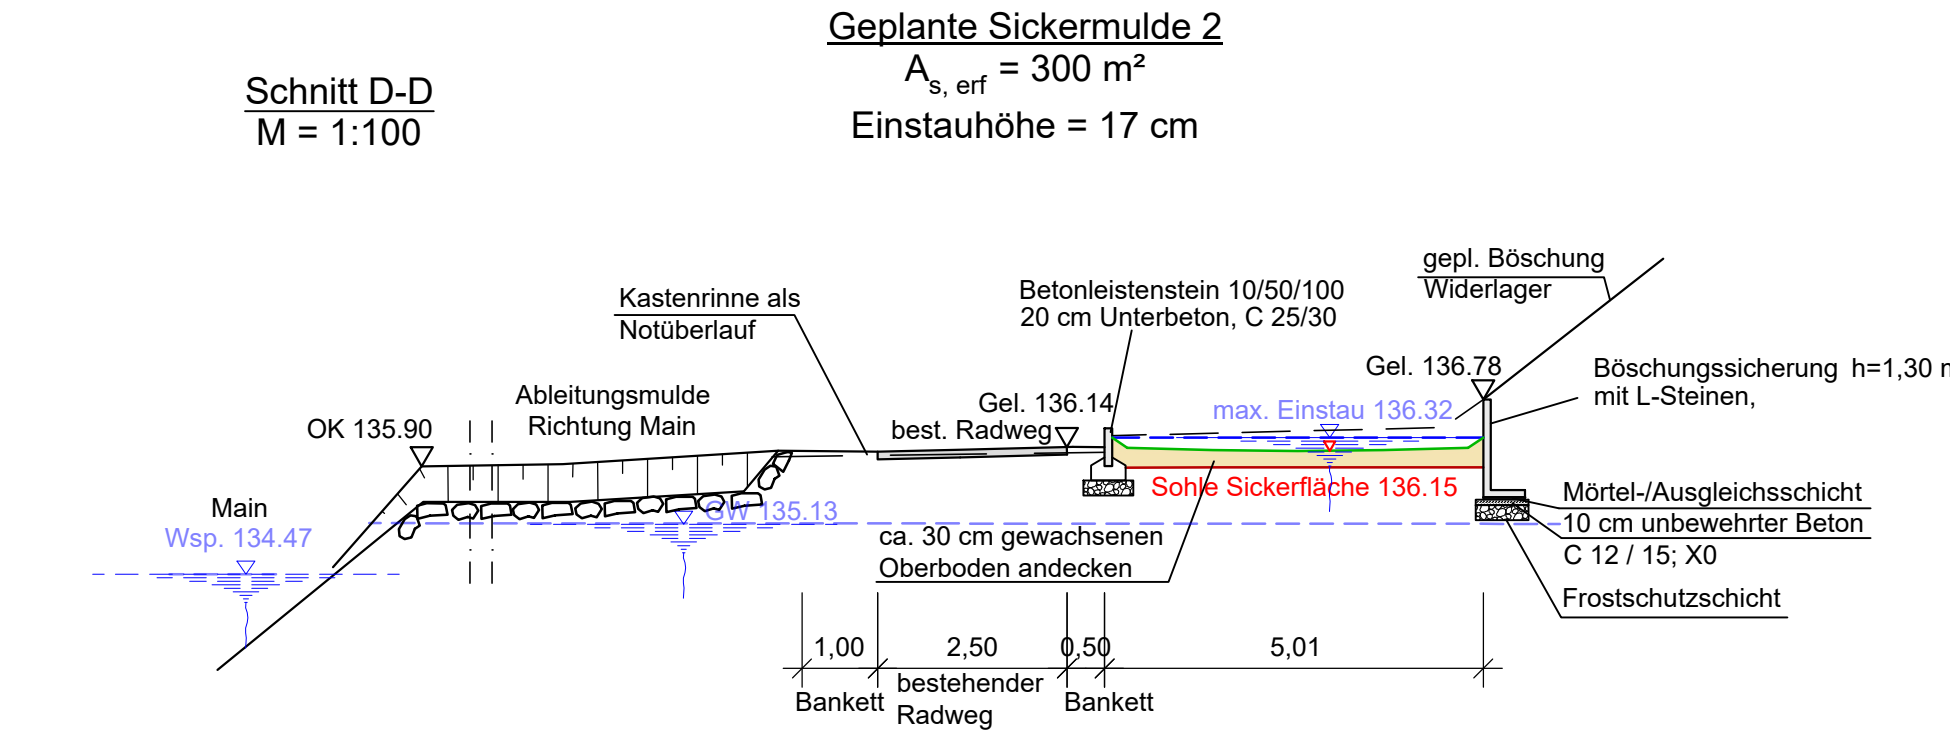 Geplante Sickermulde 2
As, erf = 300 m²
Einstauhöhe = 17 cm
Schnitt D-D
M = 1:100
gepl. Böschung
Widerlager
Kastenrinne als
Notüberlauf
Betonleistenstein 10/50/100
20 cm Unterbeton, C 25/30
Gel. 136.78
Böschungssicherung h=1,30 m
mit L-Steinen,
Ableitungsmulde
Richtung Main
OK 135.90
Gel. 136.14
best. Radweg
max. Einstau 136.32
Sohle Sickerfläche 136.15
Main
Wsp. 134.47
GW 135.13
Mörtel-/Ausgleichsschicht
10 cm unbewehrter Beton
C 12 / 15; X0
Frostschutzschicht
ca. 30 cm gewachsenen
Oberboden andecken
1,00 2,50 0,50 5,01
Bankett
bestehender
Radweg
Bankett